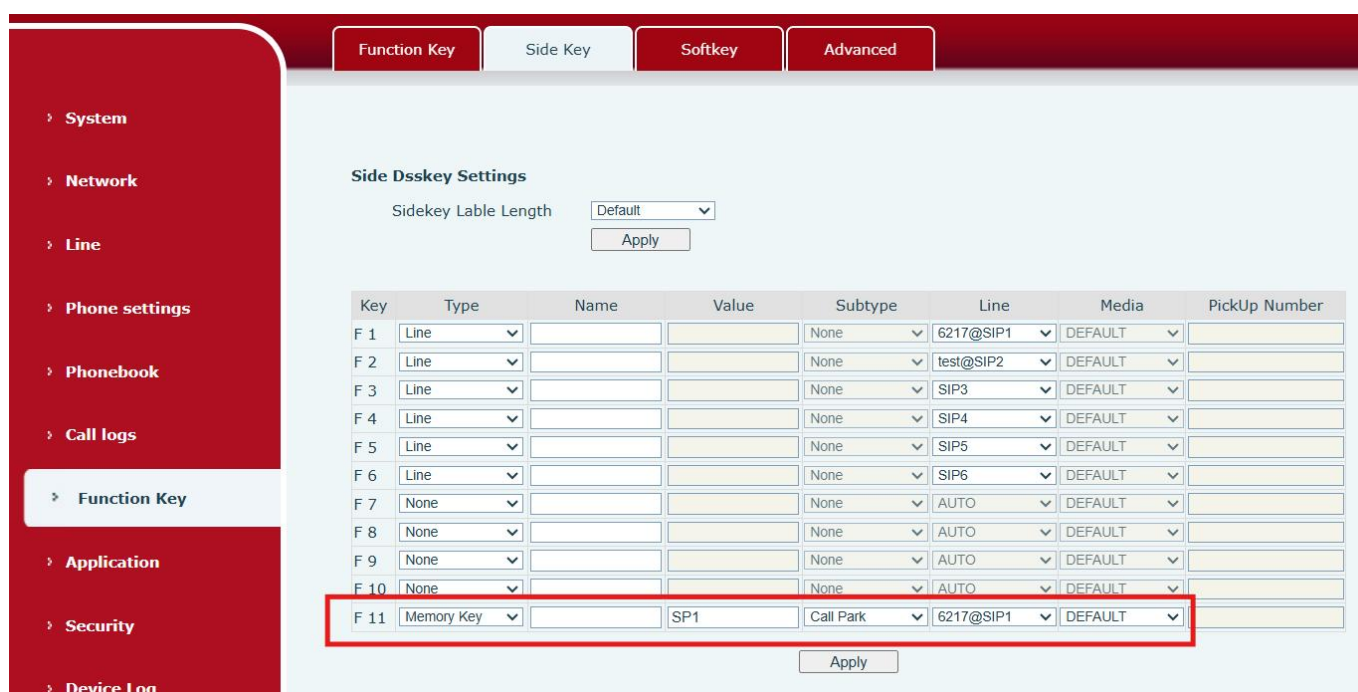 Function Key Side Key Softkey Advanced
System
Network
Line
Phone settings
Phonebook
Call logs
Function Key
Application
Security
Device Log
Side Dsskey Settings
Sidekey Lable Length Default
Apply
Key Type Name Value Subtype Line Media PickUp Number
F 1 Line None 6217@SIP1 DEFAULT
F 2 Line None test@SIP2 DEFAULT
F 3 Line None SIP3 DEFAULT
F 4 Line None SIP4 DEFAULT
F 5 Line None SIP5 DEFAULT
F 6 Line None SIP6 DEFAULT
F 7 None None AUTO DEFAULT
F 8 None None AUTO DEFAULT
F 9 None None AUTO DEFAULT
F 10 None None AUTO DEFAULT
F 11 Memory Key SP1 Call Park 6217@SIP1 DEFAULT
Apply